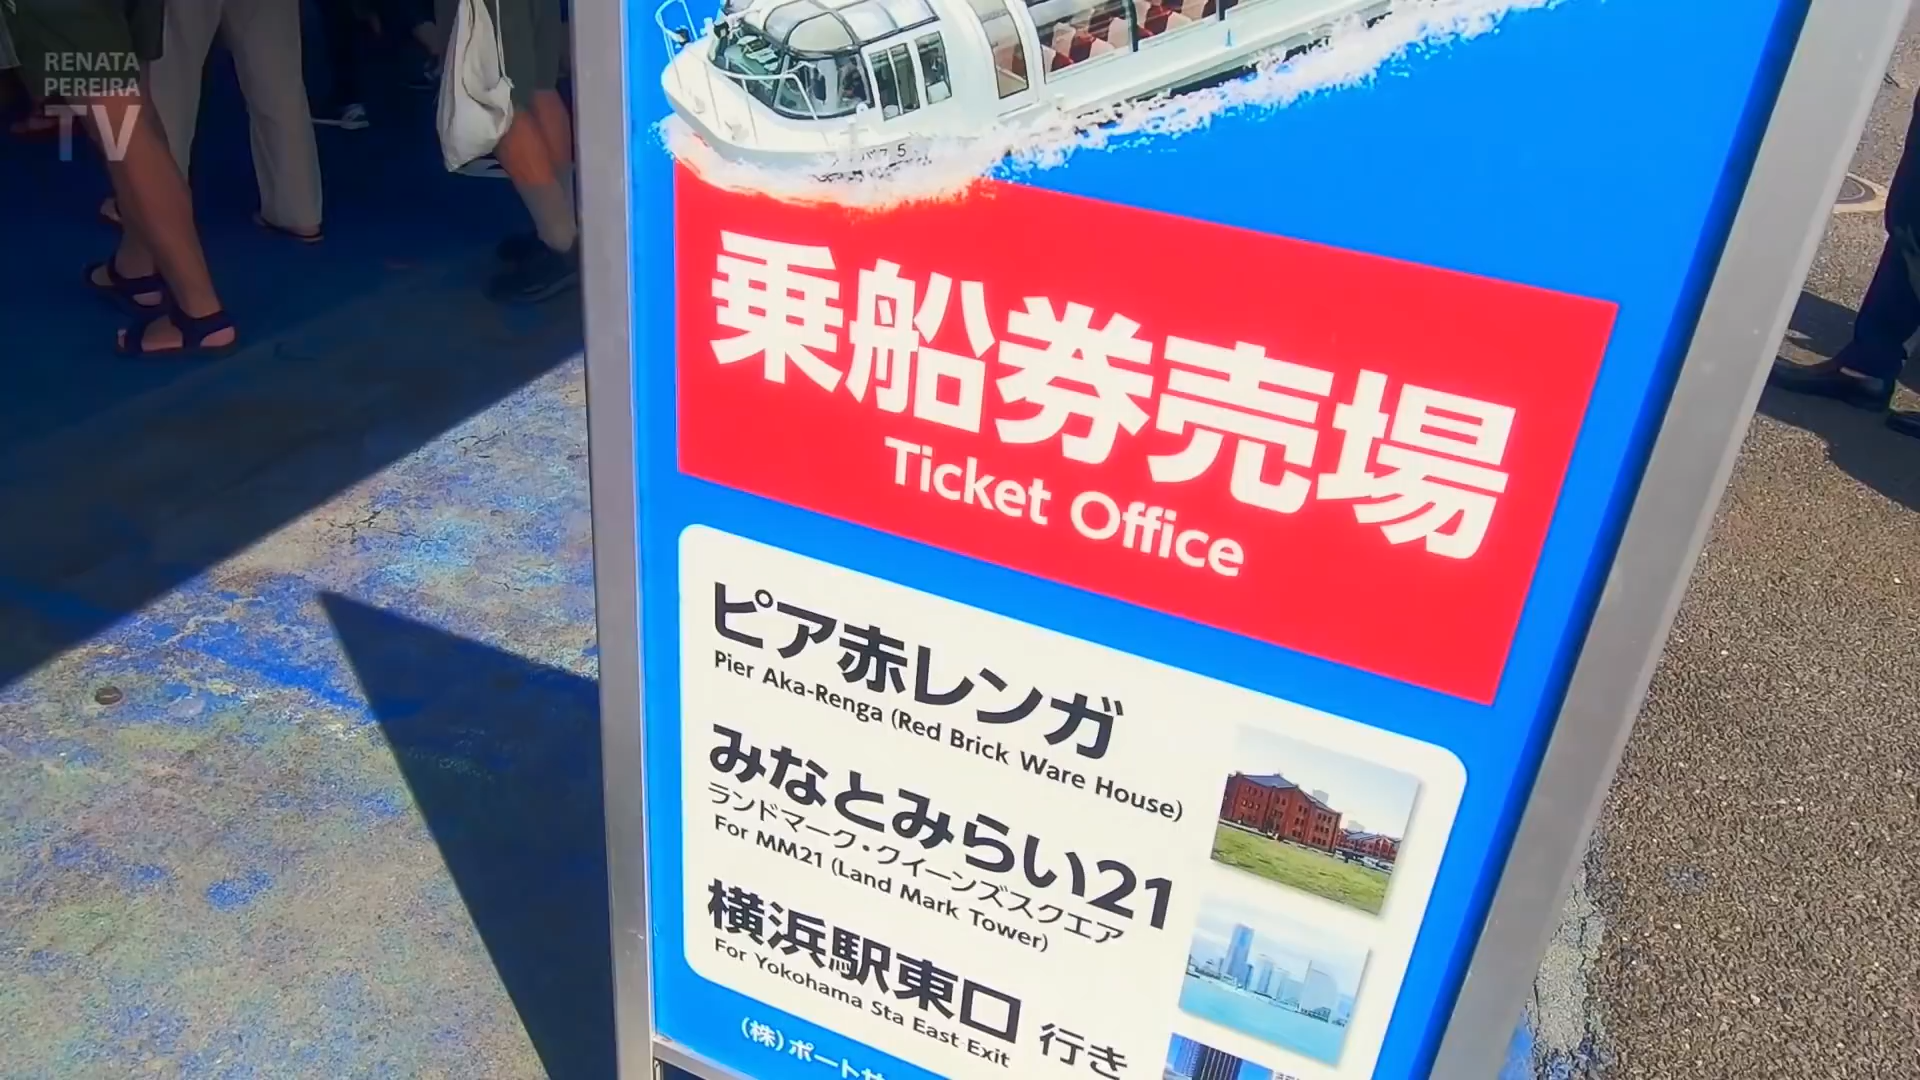 RENATA
PEREIRA
TV
乗船券売場
Ticket Office
ピア赤レンガ
Pier Aka-Renga (Red Brick Ware House)
みなとみらい21
ランドマーク・クイーンズスクエア
For MM21 (Land Mark Tower)
横浜駅東口 行き
For Yokohama Sta East Exit
(株)ポート